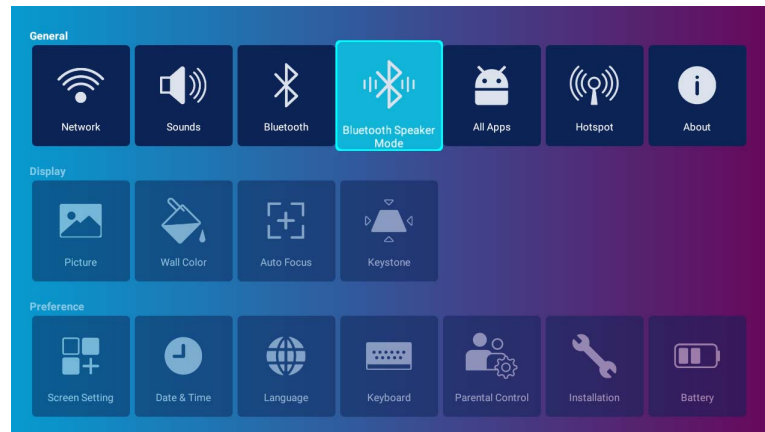 General
Network
Sounds
Bluetooth
Bluetooth Speaker
Mode
All Apps
Hotspot
About
Display
Picture
Wall Color
Auto Focus
Keystone
Preference
Screen Setting
Date & Time
Language
Keyboard
Parental Control
Installation
Battery